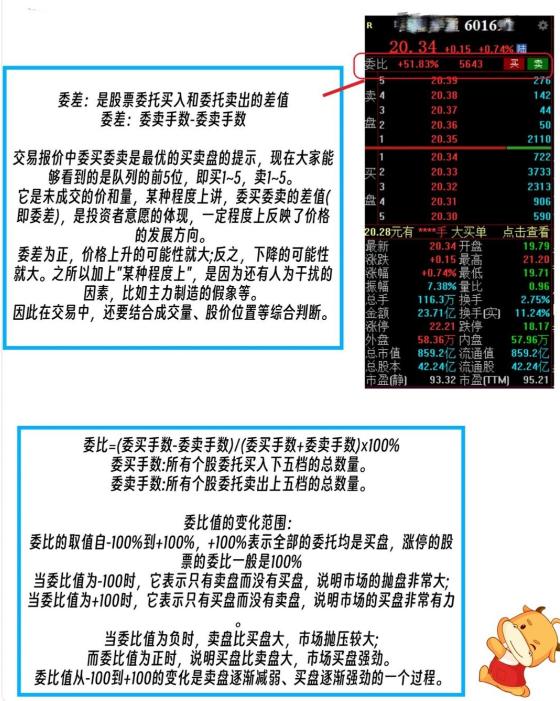 R 6016
20.34 +0.15 +0.74% 陆
委比 +51.83% 5643 买 卖
5 20.39 276
卖 4 20.38 142
3 20.37 44
盘 2 20.36 50
1 20.35 2110
1 20.34 722
买 2 20.33 3733
3 20.32 2313
盘 4 20.31 906
5 20.30 590
20.28元有 ****手 大买单 点击查看
最新 20.34 开盘 19.79
涨跌 +0.15 最高 21.20
涨幅 +0.74% 最低 19.71
振幅 7.38% 量比 0.96
总手 116.3万 换手 2.75%
金额 23.71亿 换手(实) 11.24%
涨停 22.21 跌停 18.17
外盘 58.36万 内盘 57.96万
总市值 859.2亿 流通值 859.2亿
总股本 42.24亿 流通股 42.24亿
市盈(静) 93.32 市盈(TTM) 95.21
委差：是股票委托买入和委托卖出的差值
委差：委卖手数-委卖手数
交易报价中委买委卖是最优的买卖盘的提示，现在大家能
够看到的是队列的前5位，即买1~5，卖1~5。
它是未成交的价和量，某种程度上讲，委买委卖的差值(
即委差)，是投资者意愿的体现，一定程度上反映了价格
的发展方向。
委差为正，价格上升的可能性就大;反之，下降的可能性
就大。之所以加上"某种程度上"，是因为还有人为干扰的
因素，比如主力制造的假象等。
因此在交易中，还要结合成交量、股价位置等综合判断。
委比=(委买手数-委卖手数)/(委买手数+委卖手数)x100%
委买手数:所有个股委托买入下五档的总数量。
委卖手数:所有个股委托卖出上五档的总数量。
委比值的变化范围：
委比的取值自-100%到+100%，+100%表示全部的委托均是买盘，涨停的股
票的委比一般是100%
当委比值为-100时，它表示只有卖盘而没有买盘，说明市场的抛盘非常大;
当委比值为+100时，它表示只有买盘而没有卖盘，说明市场的买盘非常有力
。
当委比值为负时，卖盘比买盘大，市场抛压较大;
而委比值为正时，说明买盘比卖盘大，市场买盘强劲。
委比值从-100到+100的变化是卖盘逐渐减弱、买盘逐渐强劲的一个过程。